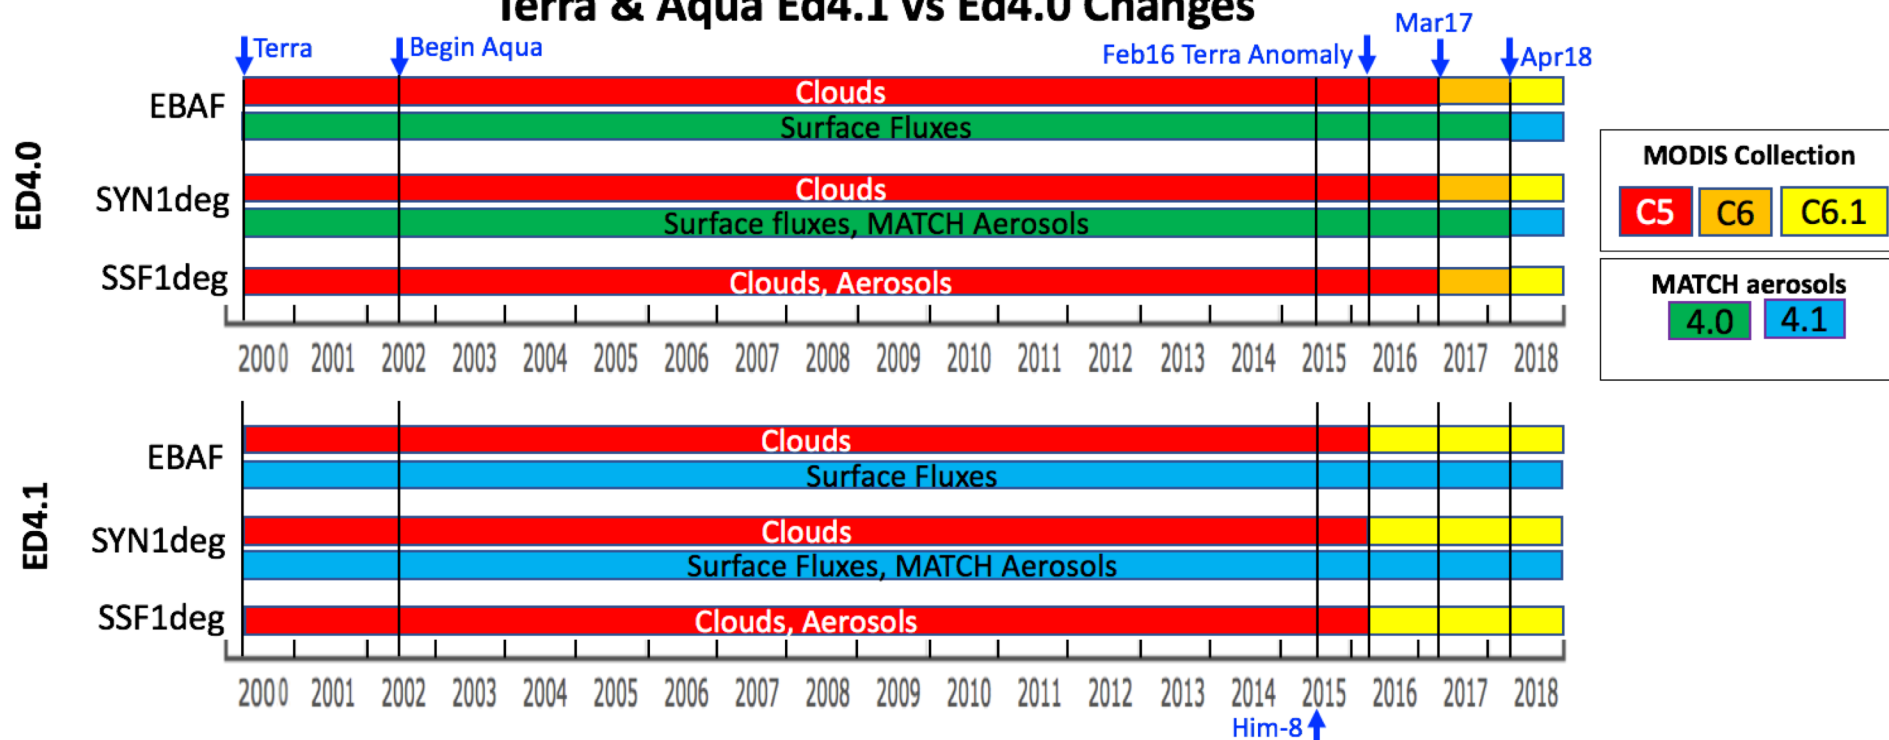 Terra & Aqua Ed4.1 vs Ed4.0 Changes
Mar17
Terra
Begin Aqua
Feb16 Terra Anomaly
Apr18
ED4.0
EBAF
Clouds
Surface Fluxes
SYN1deg
Clouds
Surface fluxes, MATCH Aerosols
SSF1deg
Clouds, Aerosols
2000 2001 2002 2003 2004 2005 2006 2007 2008 2009 2010 2011 2012 2013 2014 2015 2016 2017 2018
MODIS Collection
C5 C6 C6.1
MATCH aerosols
4.0 4.1
ED4.1
EBAF
Clouds
Surface Fluxes
SYN1deg
Clouds
Surface Fluxes, MATCH Aerosols
SSF1deg
Clouds, Aerosols
2000 2001 2002 2003 2004 2005 2006 2007 2008 2009 2010 2011 2012 2013 2014 2015 2016 2017 2018
Him-8